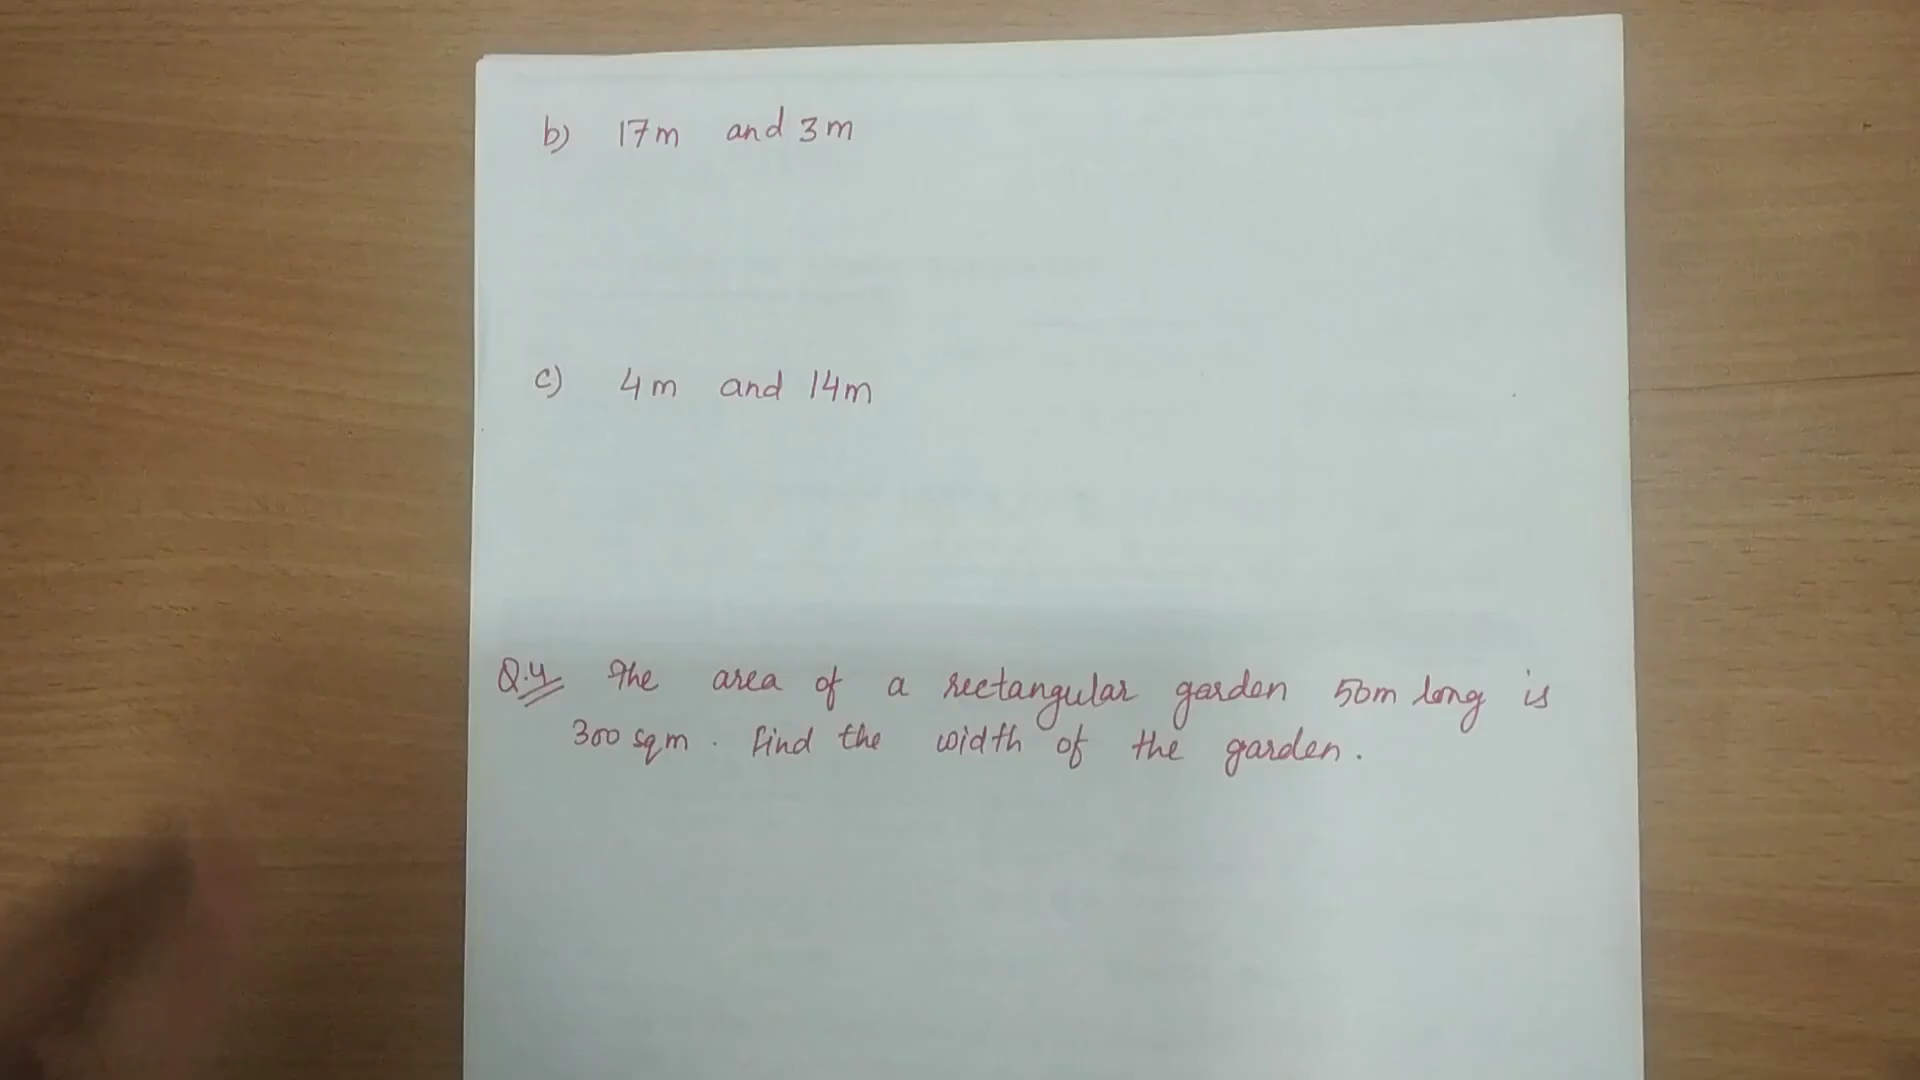 b) 17m and 3m
c) 4m and 14m
Q.4 The area of a rectangular garden 50m long is
300 sqm. find the width of the garden.